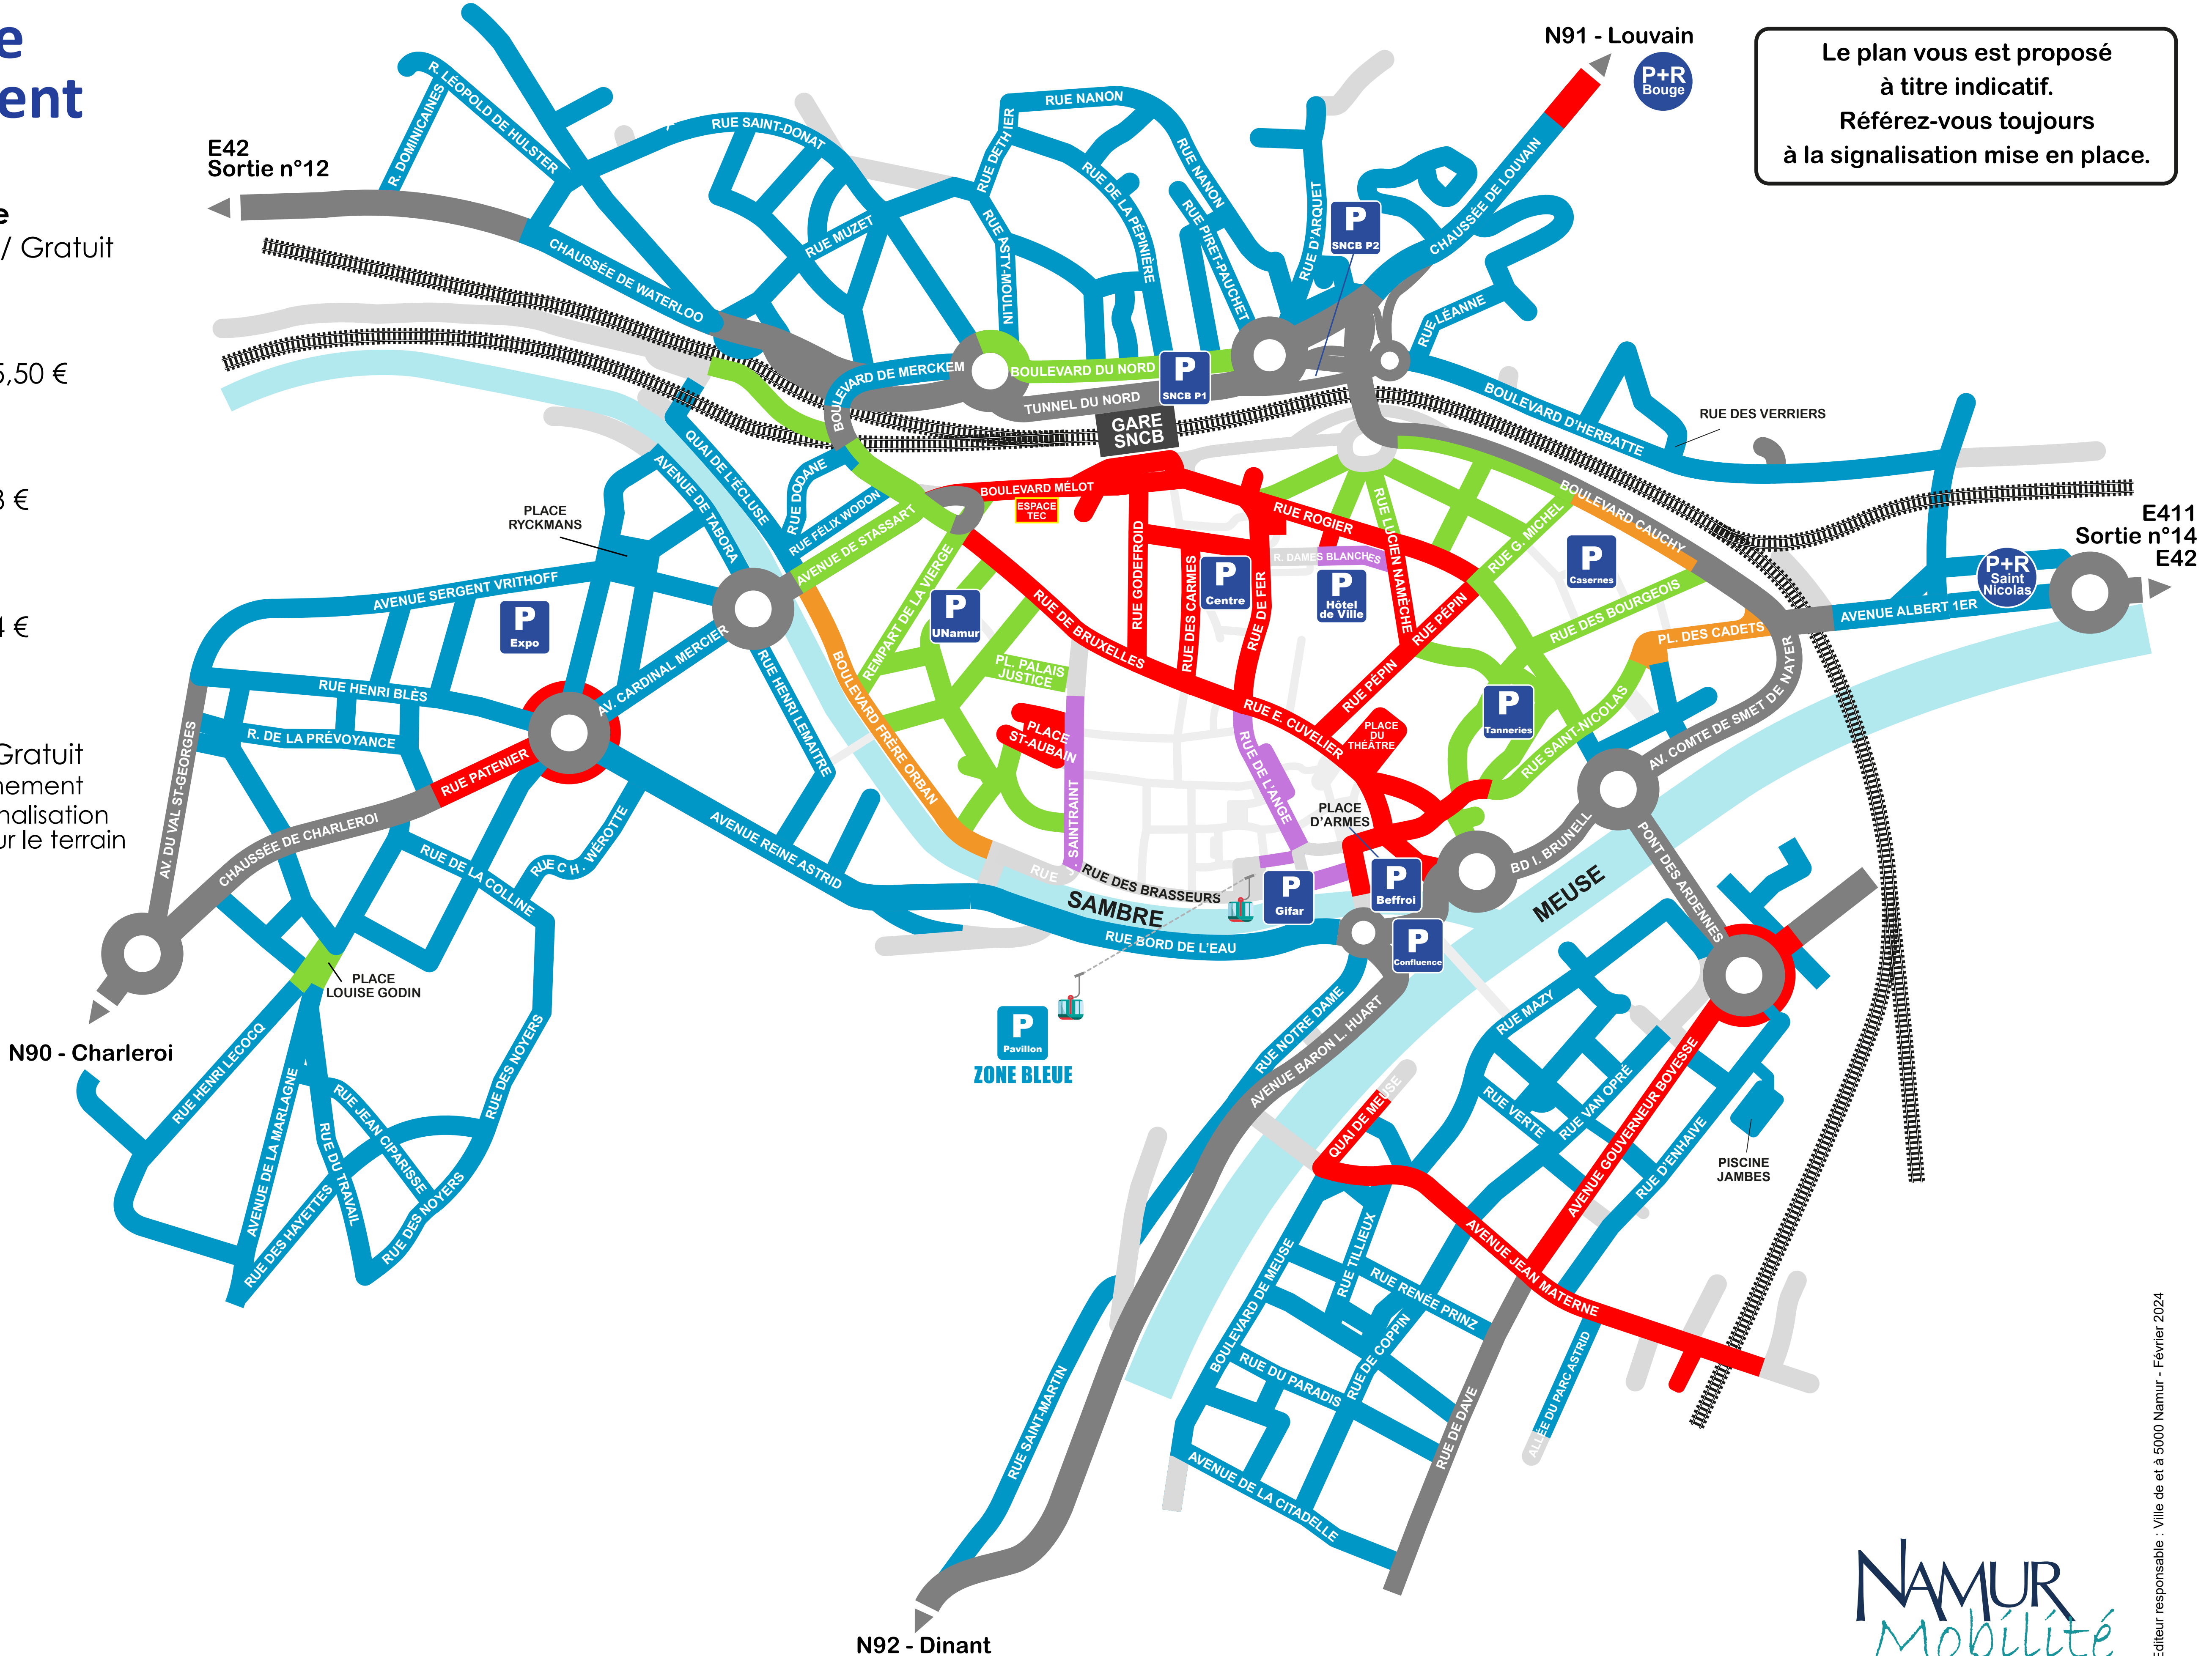 e
ent
e
/ Gratuit
5,50 €
3 €
4 €
Gratuit
nement
nalisation
ur le terrain
Le plan vous est proposé
à titre indicatif.
Référez-vous toujours
à la signalisation mise en place.
N91 - Louvain
P+R
Bouge
E42
Sortie n°12
R. DOMINICAINES
R. LÉOPOLD DE HULSTER
RUE SAINT-DONAT
CHAUSSÉE DE WATERLOO
RUE MUZET
RUE DETHIER
RUE NANON
RUE NANON
RUE ASTY-MOULIN
RUE DE LA PÉPINIÈRE
RUE PIRET-PAUCHET
RUE D'ARQUET
P
SNCB P2
CHAUSSÉE DE LOUVAIN
RUE LÉANNE
BOULEVARD DE MERCKEM
BOULEVARD DU NORD
TUNNEL DU NORD
P
SNCB P1
GARE
SNCB
BOULEVARD D'HERBATTE
RUE DES VERRIERS
QUAI DE L'ÉCLUSE
AVENUE DE TABORA
RUE DODANE
RUE FÉLIX WODON
AVENUE DE STASSART
PLACE
RYCKMANS
BOULEVARD MÉLOT
ESPACE
TEC
RUE ROGIER
RUE LUCIEN NAMÊCHE
RUE G. MICHEL
BOULEVARD CAUCHY
E411
Sortie n°14
E42
P+R
Saint
Nicolas
AVENUE ALBERT 1ER
P
Casernes
RUE DES BOURGEOIS
PL. DES CADETS
R. DAMES BLANCHES
P
Hôtel
de Ville
P
Centre
RUE GODEFROID
RUE DES CARMES
RUE DE FER
RUE DE BRUXELLES
RUE PÉPIN
RUE PÉPIN
REMPART DE LA VIERGE
P
UNamur
PL. PALAIS
JUSTICE
PLACE
ST-AUBAIN
BOULEVARD FRÈRE ORBAN
AVENUE SERGENT VRITHOFF
P
Expo
AV. CARDINAL MERCIER
RUE HENRI LEMAITRE
RUE HENRI BLÈS
R. DE LA PRÉVOYANCE
AV. DU VAL ST-GEORGES
RUE PATENIER
CHAUSSÉE DE CHARLEROI
RUE CH. WÉROTTE
RUE DE LA COLLINE
AVENUE REINE ASTRID
RUE E. CUVELIER
PLACE
DU
THÉÂTRE
RUE DE L'ANGE
PLACE
D'ARMES
P
Tanneries
RUE SAINT-NICOLAS
AV. COMTE DE SMET DE NAYER
BD I. BRUNELL
PONT DES ARDENNES
RUE J. SAINTRAINT
RUE DES BRASSEURS
SAMBRE
P
Gifar
P
Beffroi
P
Confluence
RUE BORD DE L'EAU
MEUSE
P
Pavillon
ZONE BLEUE
PLACE
LOUISE GODIN
N90 - Charleroi
RUE HENRI LECOCQ
AVENUE DE LA MARLAGNE
RUE DU TRAVAIL
RUE JEAN CIPARISSE
RUE DES HAYETTES
RUE DES NOYERS
RUE DES NOYERS
RUE NOTRE DAME
AVENUE BARON L. HUART
RUE SAINT-MARTIN
N92 - Dinant
RUE MAZY
RUE VERTE
RUE VAN OPRÉ
AVENUE GOUVERNEUR BOVESSE
RUE D'ENHAIVE
PISCINE
JAMBES
QUAI DE MEUSE
AVENUE JEAN MATERNE
BOULEVARD DE MEUSE
RUE TILLIEUX
RUE RENÉE PRINZ
RUE DE COPPIN
RUE DU PARADIS
AVENUE DE LA CITADELLE
RUE DE DAVE
ALLÉE DU PARC ASTRID
NAMUR
Mobilité
Editeur responsable : Ville de et à 5000 Namur - Février 2024